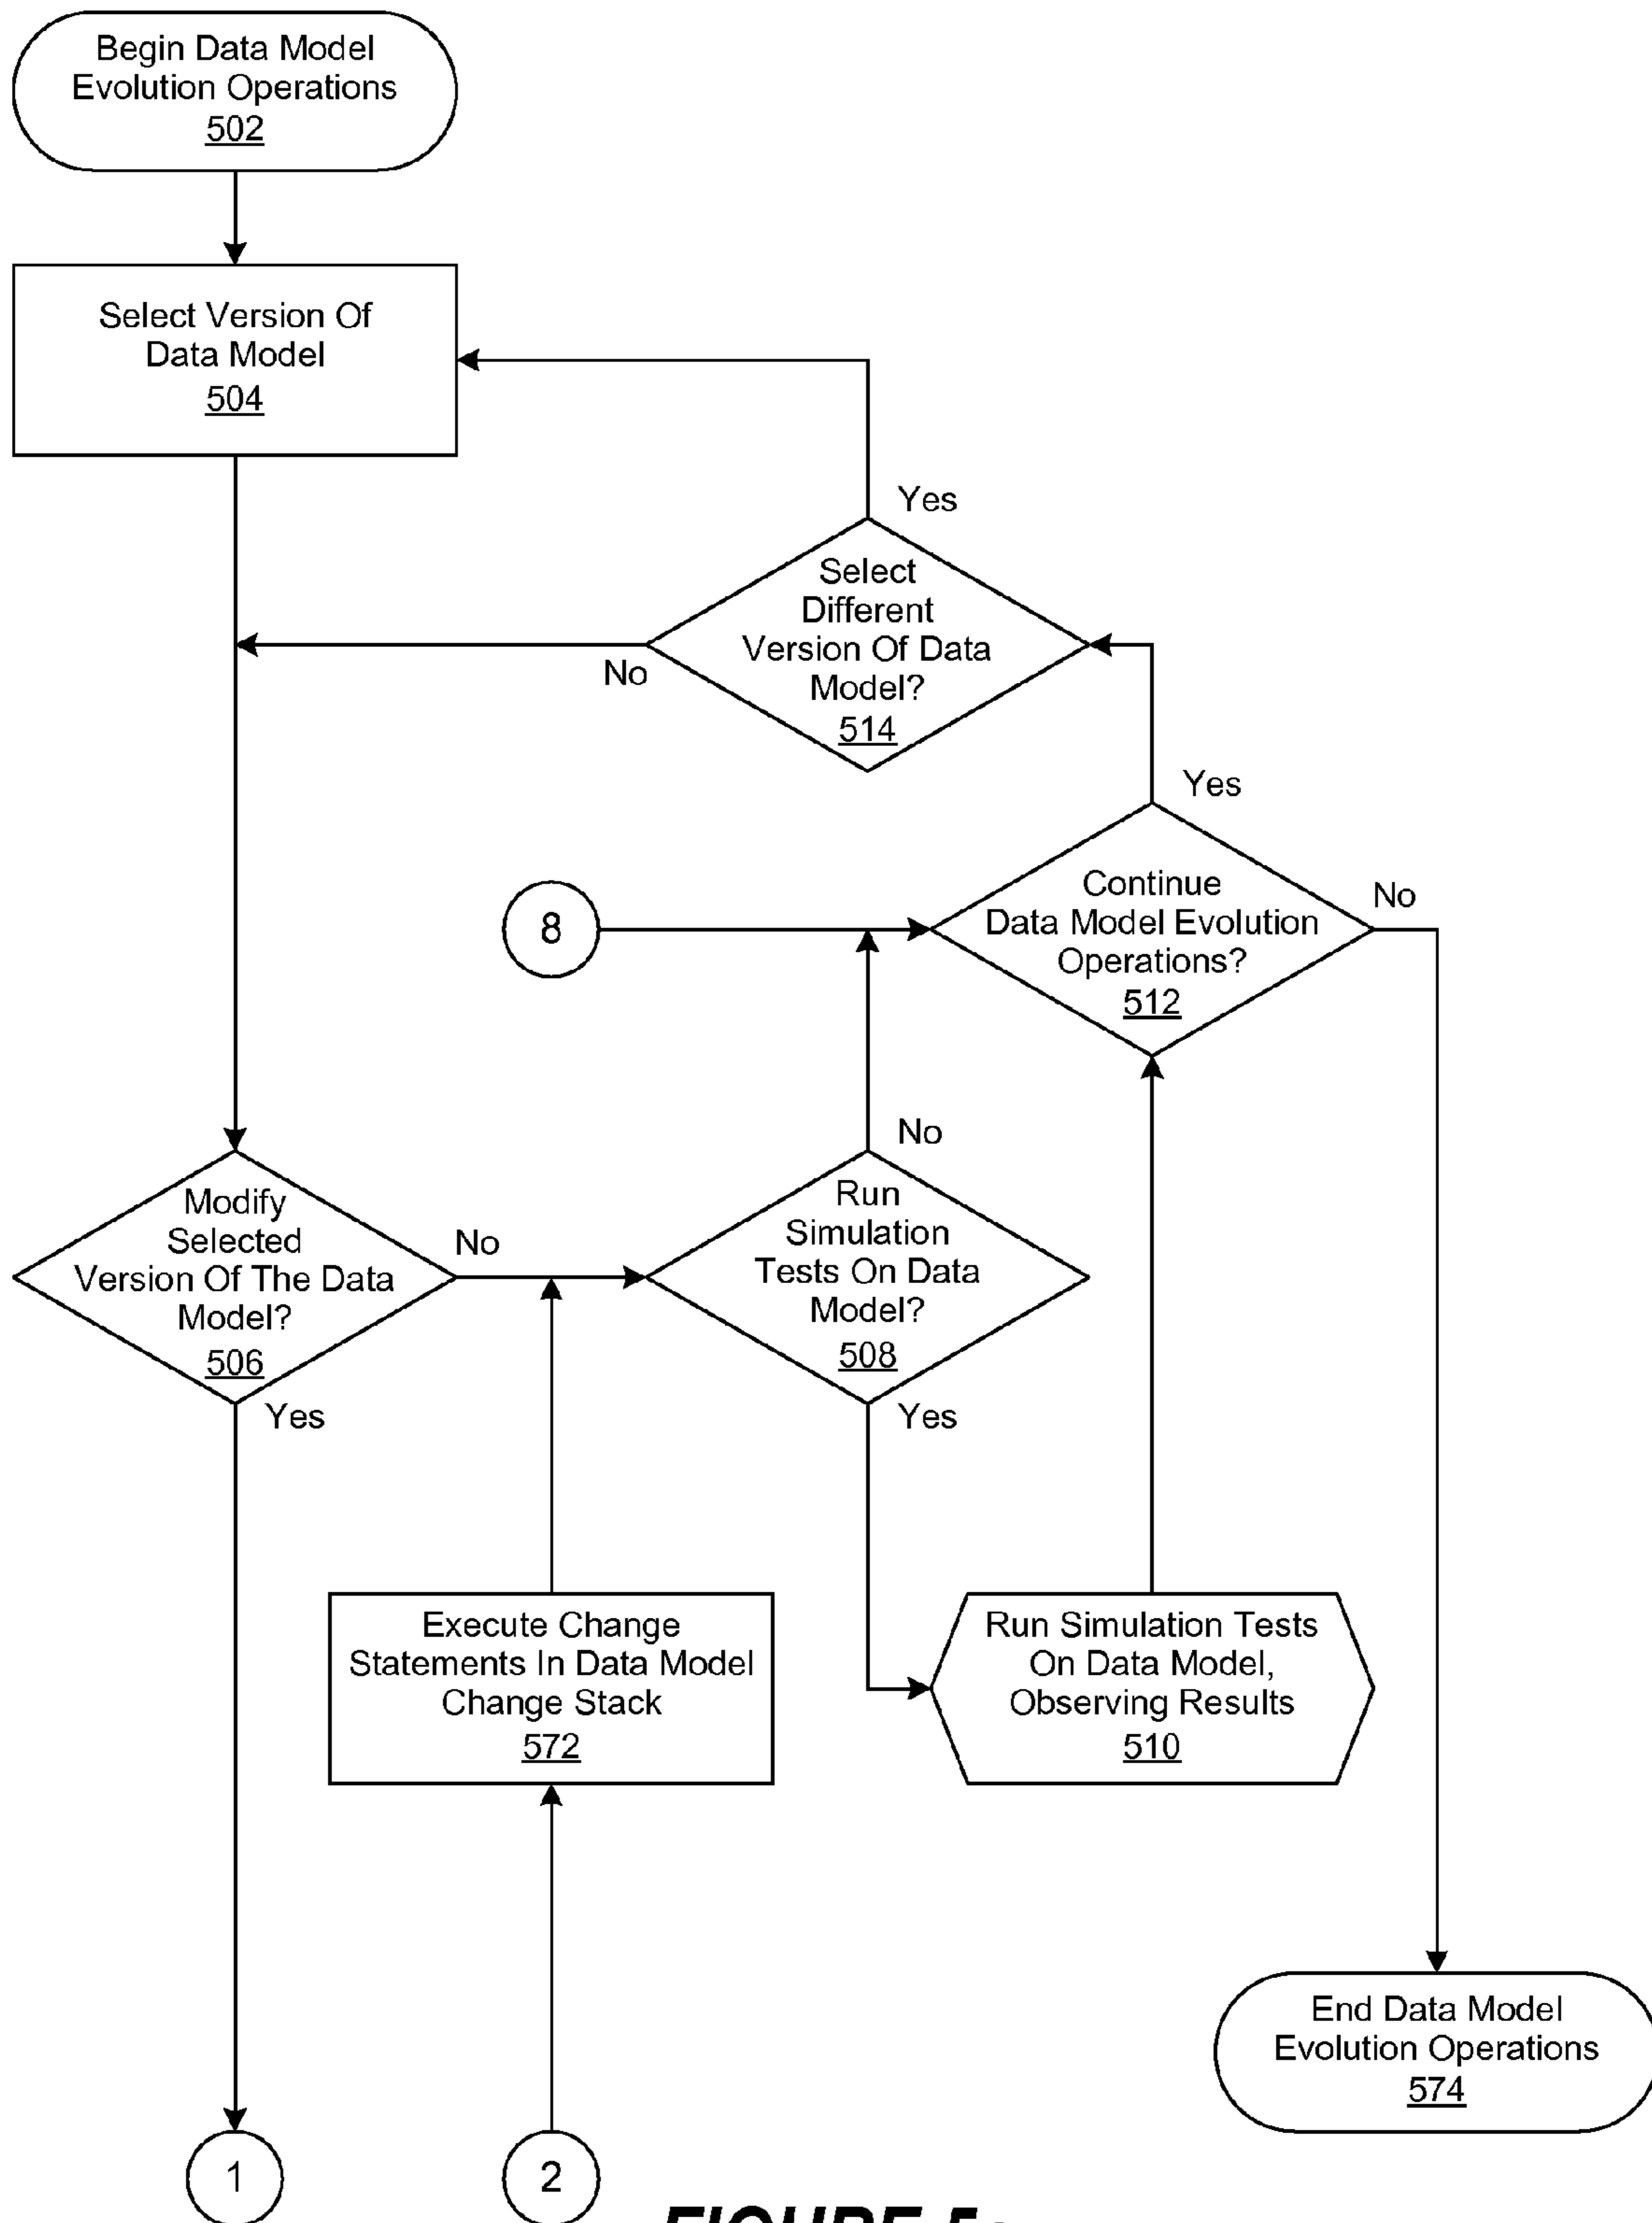 Begin Data Model
Evolution Operations
502
Select Version Of
Data Model
504
Yes
Select
Different
Version Of Data
Model?
514
No
Yes
Continue
Data Model Evolution
Operations?
512
No
8
No
Modify
Selected
Version Of The Data
Model?
506
No
Yes
Run
Simulation
Tests On Data
Model?
508
Yes
Execute Change
Statements In Data Model
Change Stack
572
Run Simulation Tests
On Data Model,
Observing Results
510
End Data Model
Evolution Operations
574
1
2